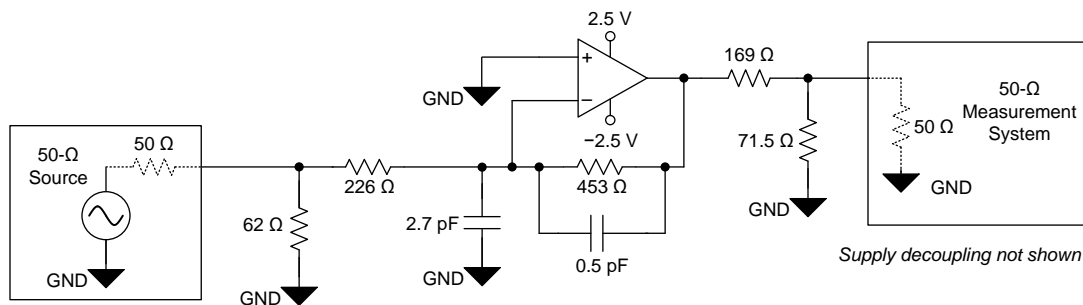 2.5 V
+
−
−2.5 V
GND
169 Ω
71.5 Ω
GND
50-Ω
Measurement
System
50 Ω
GND
50-Ω
Source
50 Ω
GND
62 Ω
GND
226 Ω
2.7 pF
GND
453 Ω
0.5 pF
Supply decoupling not shown